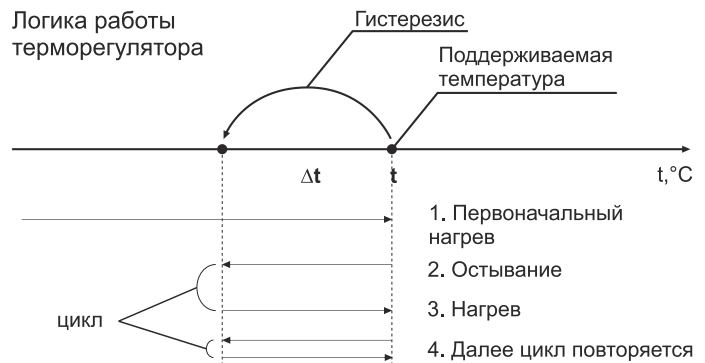 Логика работы
терморегулятора
Гистерезис
Поддерживаемая
температура
Δt
t
t,°C
1. Первоначальный
нагрев
2. Остывание
3. Нагрев
цикл
4. Далее цикл повторяется